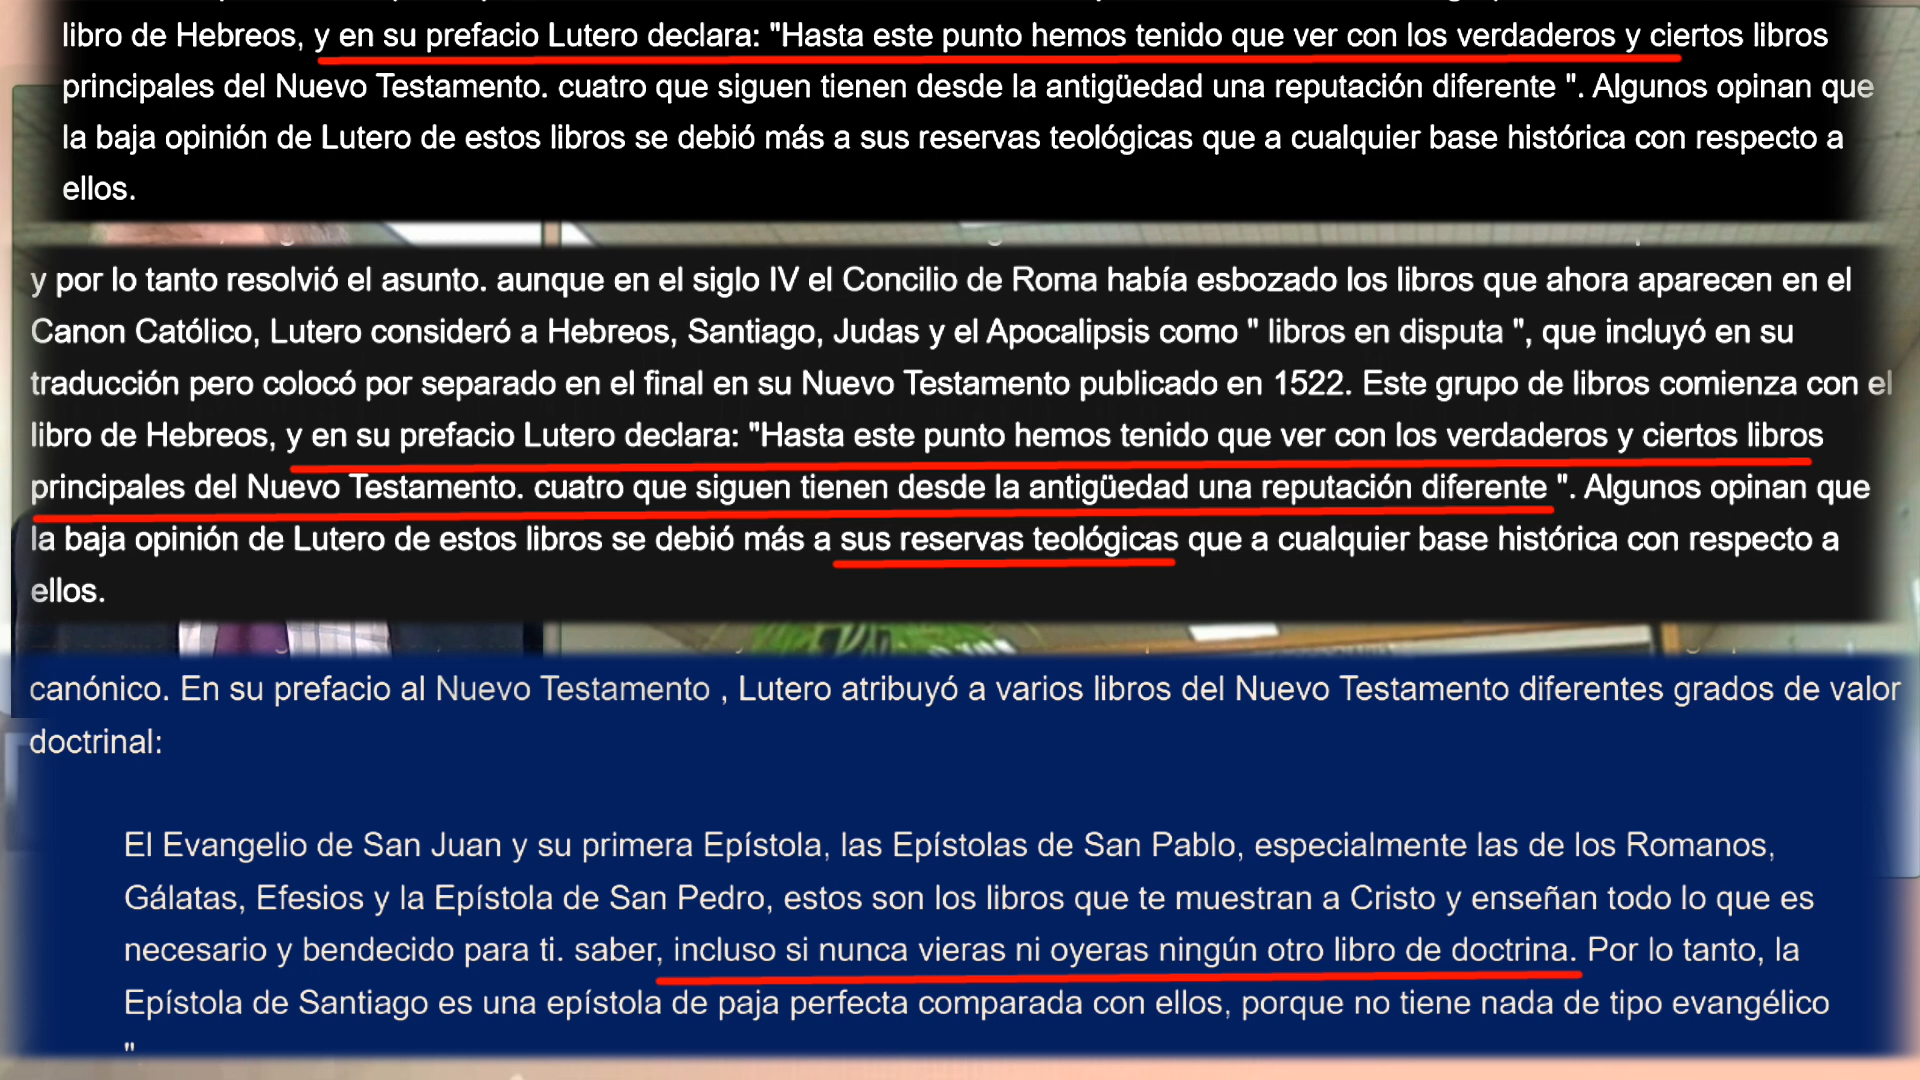 libro de Hebreos, y en su prefacio Lutero declara: "Hasta este punto hemos tenido que ver con los verdaderos y ciertos libros
principales del Nuevo Testamento. cuatro que siguen tienen desde la antigüedad una reputación diferente ". Algunos opinan que
la baja opinión de Lutero de estos libros se debió más a sus reservas teológicas que a cualquier base histórica con respecto a
ellos.
y por lo tanto resolvió el asunto. aunque en el siglo IV el Concilio de Roma había esbozado los libros que ahora aparecen en el
Canon Católico, Lutero consideró a Hebreos, Santiago, Judas y el Apocalipsis como " libros en disputa ", que incluyó en su
traducción pero colocó por separado en el final en su Nuevo Testamento publicado en 1522. Este grupo de libros comienza con el
libro de Hebreos, y en su prefacio Lutero declara: "Hasta este punto hemos tenido que ver con los verdaderos y ciertos libros
principales del Nuevo Testamento. cuatro que siguen tienen desde la antigüedad una reputación diferente ". Algunos opinan que
la baja opinión de Lutero de estos libros se debió más a sus reservas teológicas que a cualquier base histórica con respecto a
ellos.
canónico. En su prefacio al Nuevo Testamento , Lutero atribuyó a varios libros del Nuevo Testamento diferentes grados de valor
doctrinal:
El Evangelio de San Juan y su primera Epístola, las Epístolas de San Pablo, especialmente las de los Romanos,
Gálatas, Efesios y la Epístola de San Pedro, estos son los libros que te muestran a Cristo y enseñan todo lo que es
necesario y bendecido para ti. saber, incluso si nunca vieras ni oyeras ningún otro libro de doctrina. Por lo tanto, la
Epístola de Santiago es una epístola de paja perfecta comparada con ellos, porque no tiene nada de tipo evangélico
"